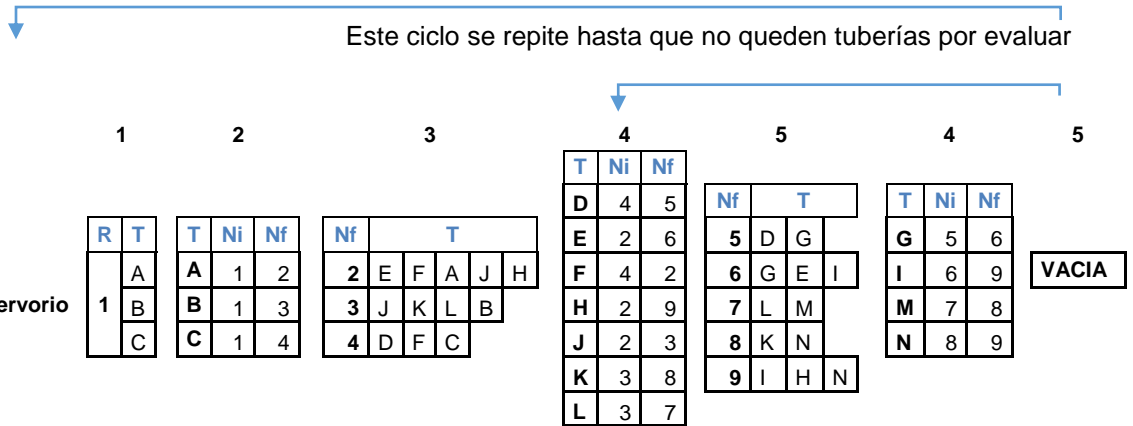 Este ciclo se repite hasta que no queden tuberías por evaluar
1 2 3 4 5 4 5
R T
1 A
B
C
ervorio
T Ni Nf
A 1 2
B 1 3
C 1 4
Nf T
2 E F A J H
3 J K L B
4 D F C
T Ni Nf
D 4 5
E 2 6
F 4 2
H 2 9
J 2 3
K 3 8
L 3 7
Nf T
5 D G
6 G E I
7 L M
8 K N
9 I H N
T Ni Nf
G 5 6
I 6 9
M 7 8
N 8 9
VACIA